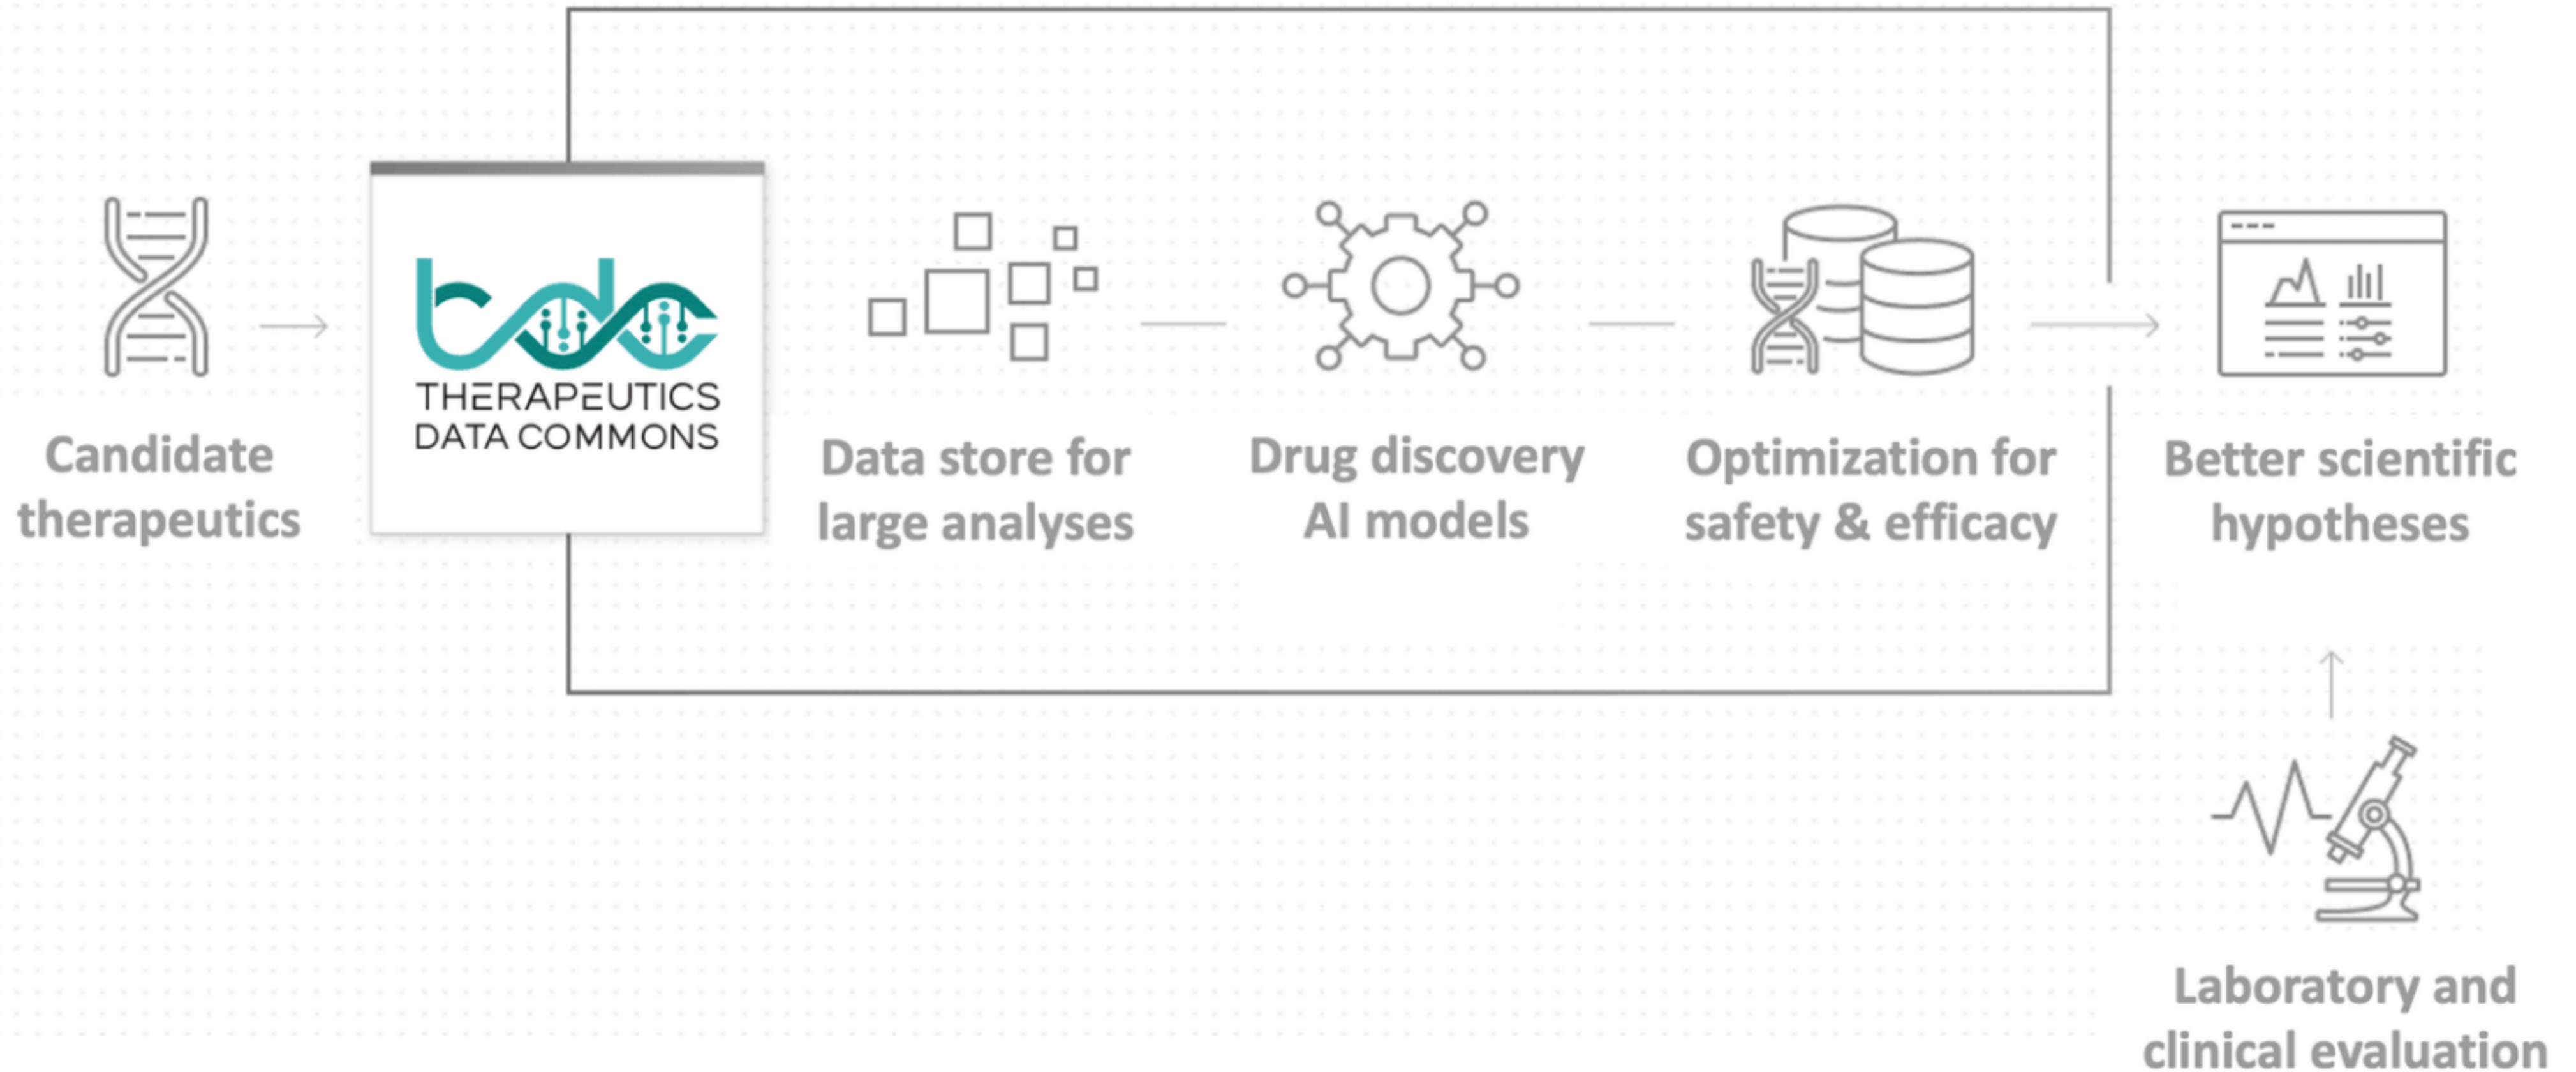 Candidate
therapeutics
tdc
THERAPEUTICS
DATA COMMONS
Data store for
large analyses
Drug discovery
AI models
Optimization for
safety & efficacy
Better scientific
hypotheses
Laboratory and
clinical evaluation